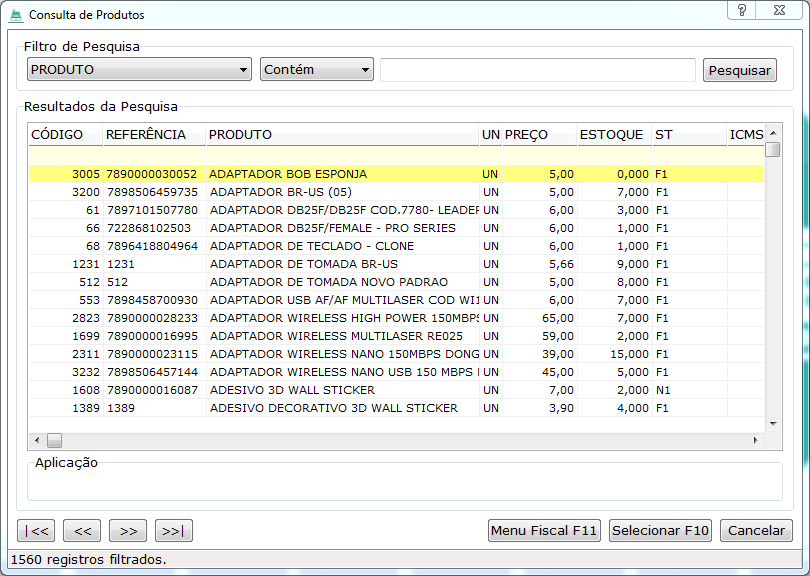 Consulta de Produtos
Filtro de Pesquisa
PRODUTO Contém Pesquisar
Resultados da Pesquisa
CÓDIGO REFERÊNCIA PRODUTO UN PREÇO ESTOQUE ST ICMS
3005 7890000030052 ADAPTADOR BOB ESPONJA UN 5,00 0,000 F1
3200 7898506459735 ADAPTADOR BR-US (05) UN 5,00 7,000 F1
61 7897101507780 ADAPTADOR DB25F/DB25F COD.7780- LEADER UN 6,00 3,000 F1
66 722868102503 ADAPTADOR DB25F/FEMALE - PRO SERIES UN 6,00 1,000 F1
68 7896418804964 ADAPTADOR DE TECLADO - CLONE UN 6,00 1,000 F1
1231 1231 ADAPTADOR DE TOMADA BR-US UN 5,66 9,000 F1
512 512 ADAPTADOR DE TOMADA NOVO PADRAO UN 5,00 8,000 F1
553 7898458700930 ADAPTADOR USB AF/AF MULTILASER COD UN 6,00 7,000 F1
2823 7890000028233 ADAPTADOR WIRELESS HIGH POWER 150MBPS UN 65,00 7,000 F1
1699 7890000016995 ADAPTADOR WIRELESS MULTILASER RE025 UN 59,00 2,000 F1
2311 7890000023115 ADAPTADOR WIRELESS NANO 150MBPS DONG UN 39,00 15,000 F1
3232 7898506457144 ADAPTADOR WIRELESS NANO USB 150 MBPS UN 45,00 5,000 F1
1608 7890000016087 ADESIVO 3D WALL STICKER UN 7,00 2,000 N1
1389 1389 ADESIVO DECORATIVO 3D WALL STICKER UN 3,90 4,000 F1
Aplicação
|<< << >> >>| Menu Fiscal F11 Selecionar F10 Cancelar
1560 registros filtrados.